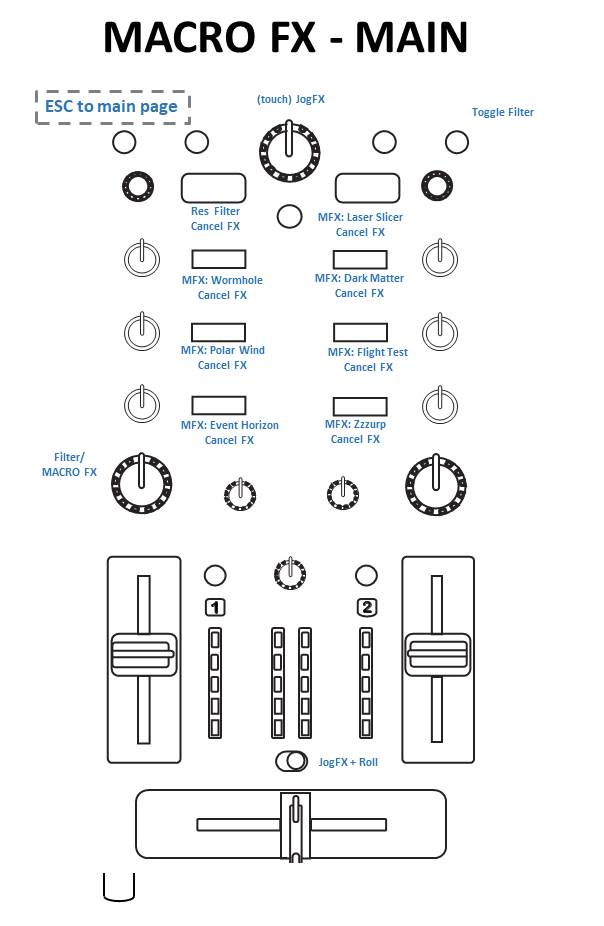 MACRO FX - MAIN
(touch) JogFX
ESC to main page
Toggle Filter
Res Filter
Cancel FX
MFX: Laser Slicer
Cancel FX
MFX: Wormhole
Cancel FX
MFX: Dark Matter
Cancel FX
MFX: Polar Wind
Cancel FX
MFX: Flight Test
Cancel FX
MFX: Event Horizon
Cancel FX
MFX: Zzzurp
Cancel FX
Filter/
MACRO FX
1
2
JogFX + Roll